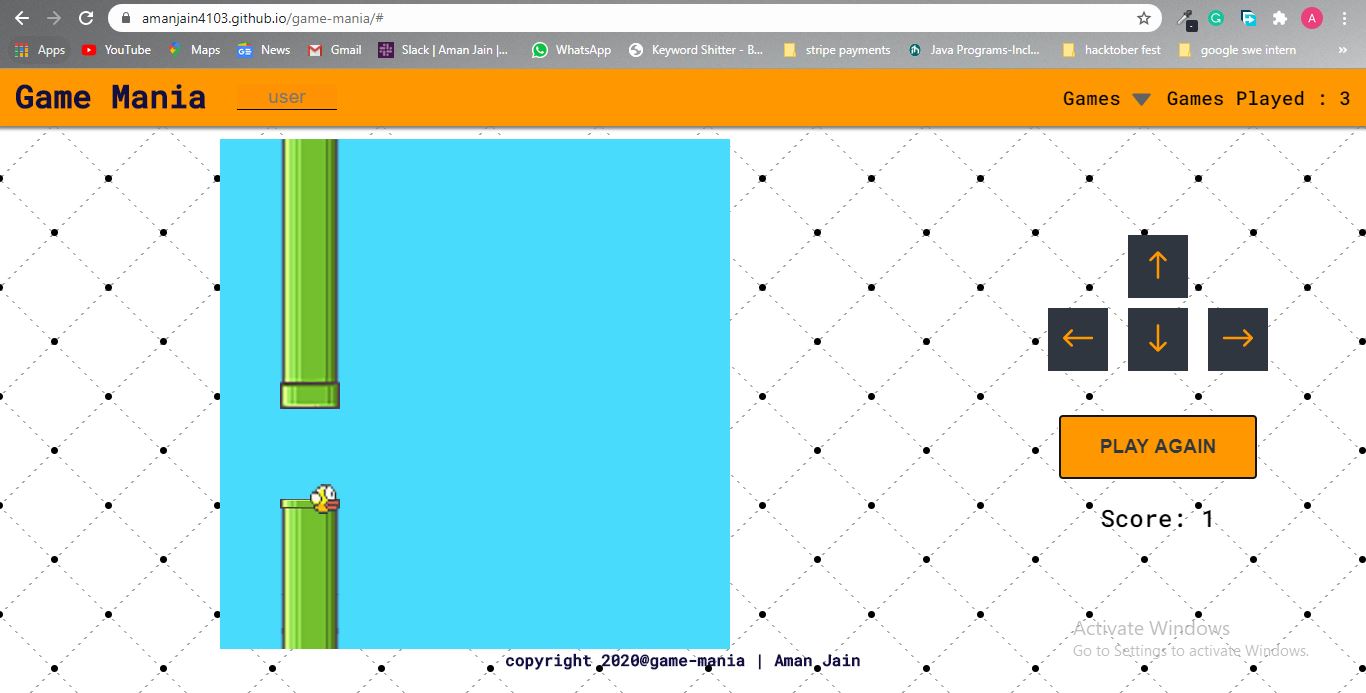 amanjain4103.github.io/game-mania/#
A
Apps YouTube Maps News Gmail Slack | Aman Jain |... WhatsApp Keyword Shitter - B... stripe payments Java Programs-Incl... hacktober fest google swe intern »
Game Mania user Games Games Played : 3
PLAY AGAIN
Score: 1
Activate Windows
Go to Settings to activate Windows.
copyright 2020@game-mania | Aman Jain